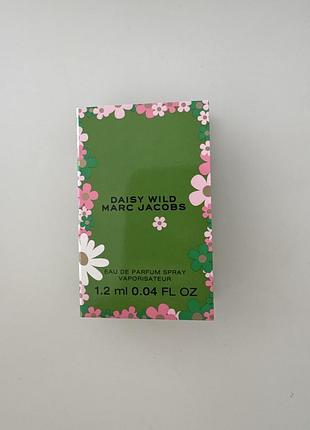 DAISY WILD
MARC JACOBS
EAU DE PARFUM SPRAY
VAPORISATEUR
1.2 ml 0.04 FL OZ